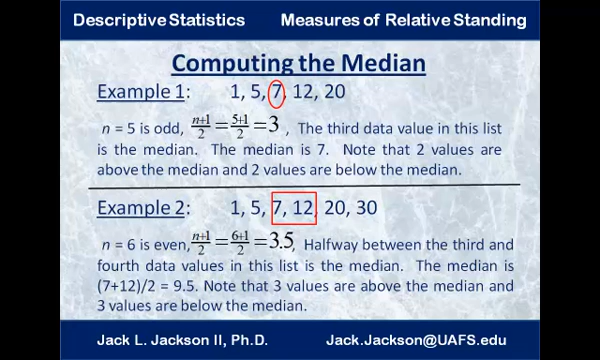 Descriptive Statistics Measures of Relative Standing
Computing the Median
Example 1: 1, 5, 7, 12, 20
n = 5 is odd, n+1/2 = 5+1/2 = 3 , The third data value in this list
is the median. The median is 7. Note that 2 values are
above the median and 2 values are below the median.
Example 2: 1, 5, 7, 12, 20, 30
n = 6 is even, n+1/2 = 6+1/2 = 3.5, Halfway between the third and
fourth data values in this list is the median. The median is
(7+12)/2 = 9.5. Note that 3 values are above the median and
3 values are below the median.
Jack L. Jackson II, Ph.D. Jack.Jackson@UAFS.edu